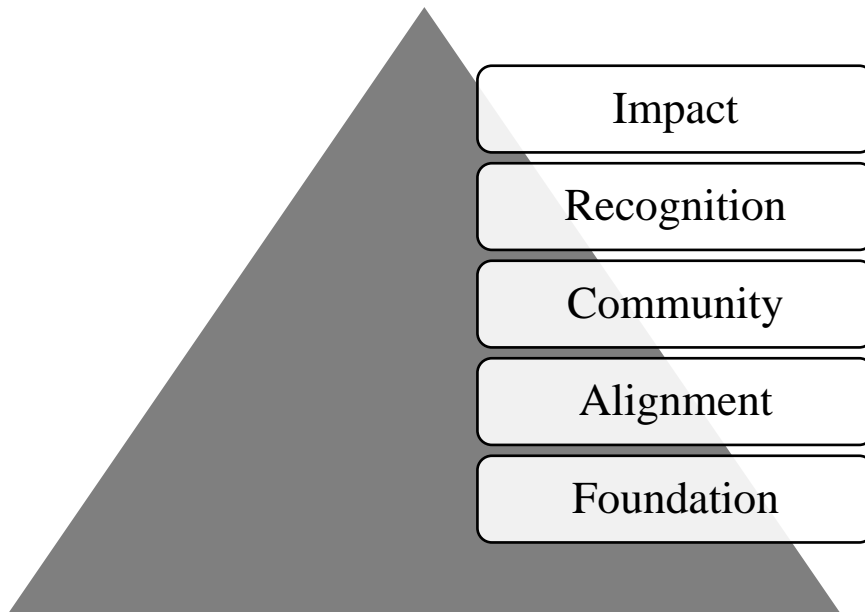 Impact
Recognition
Community
Alignment
Foundation